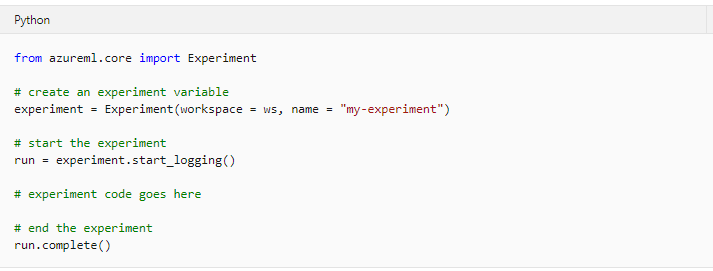 Python
from azureml.core import Experiment
# create an experiment variable
experiment = Experiment(workspace = ws, name = "my-experiment")
# start the experiment
run = experiment.start_logging()
# experiment code goes here
# end the experiment
run.complete()